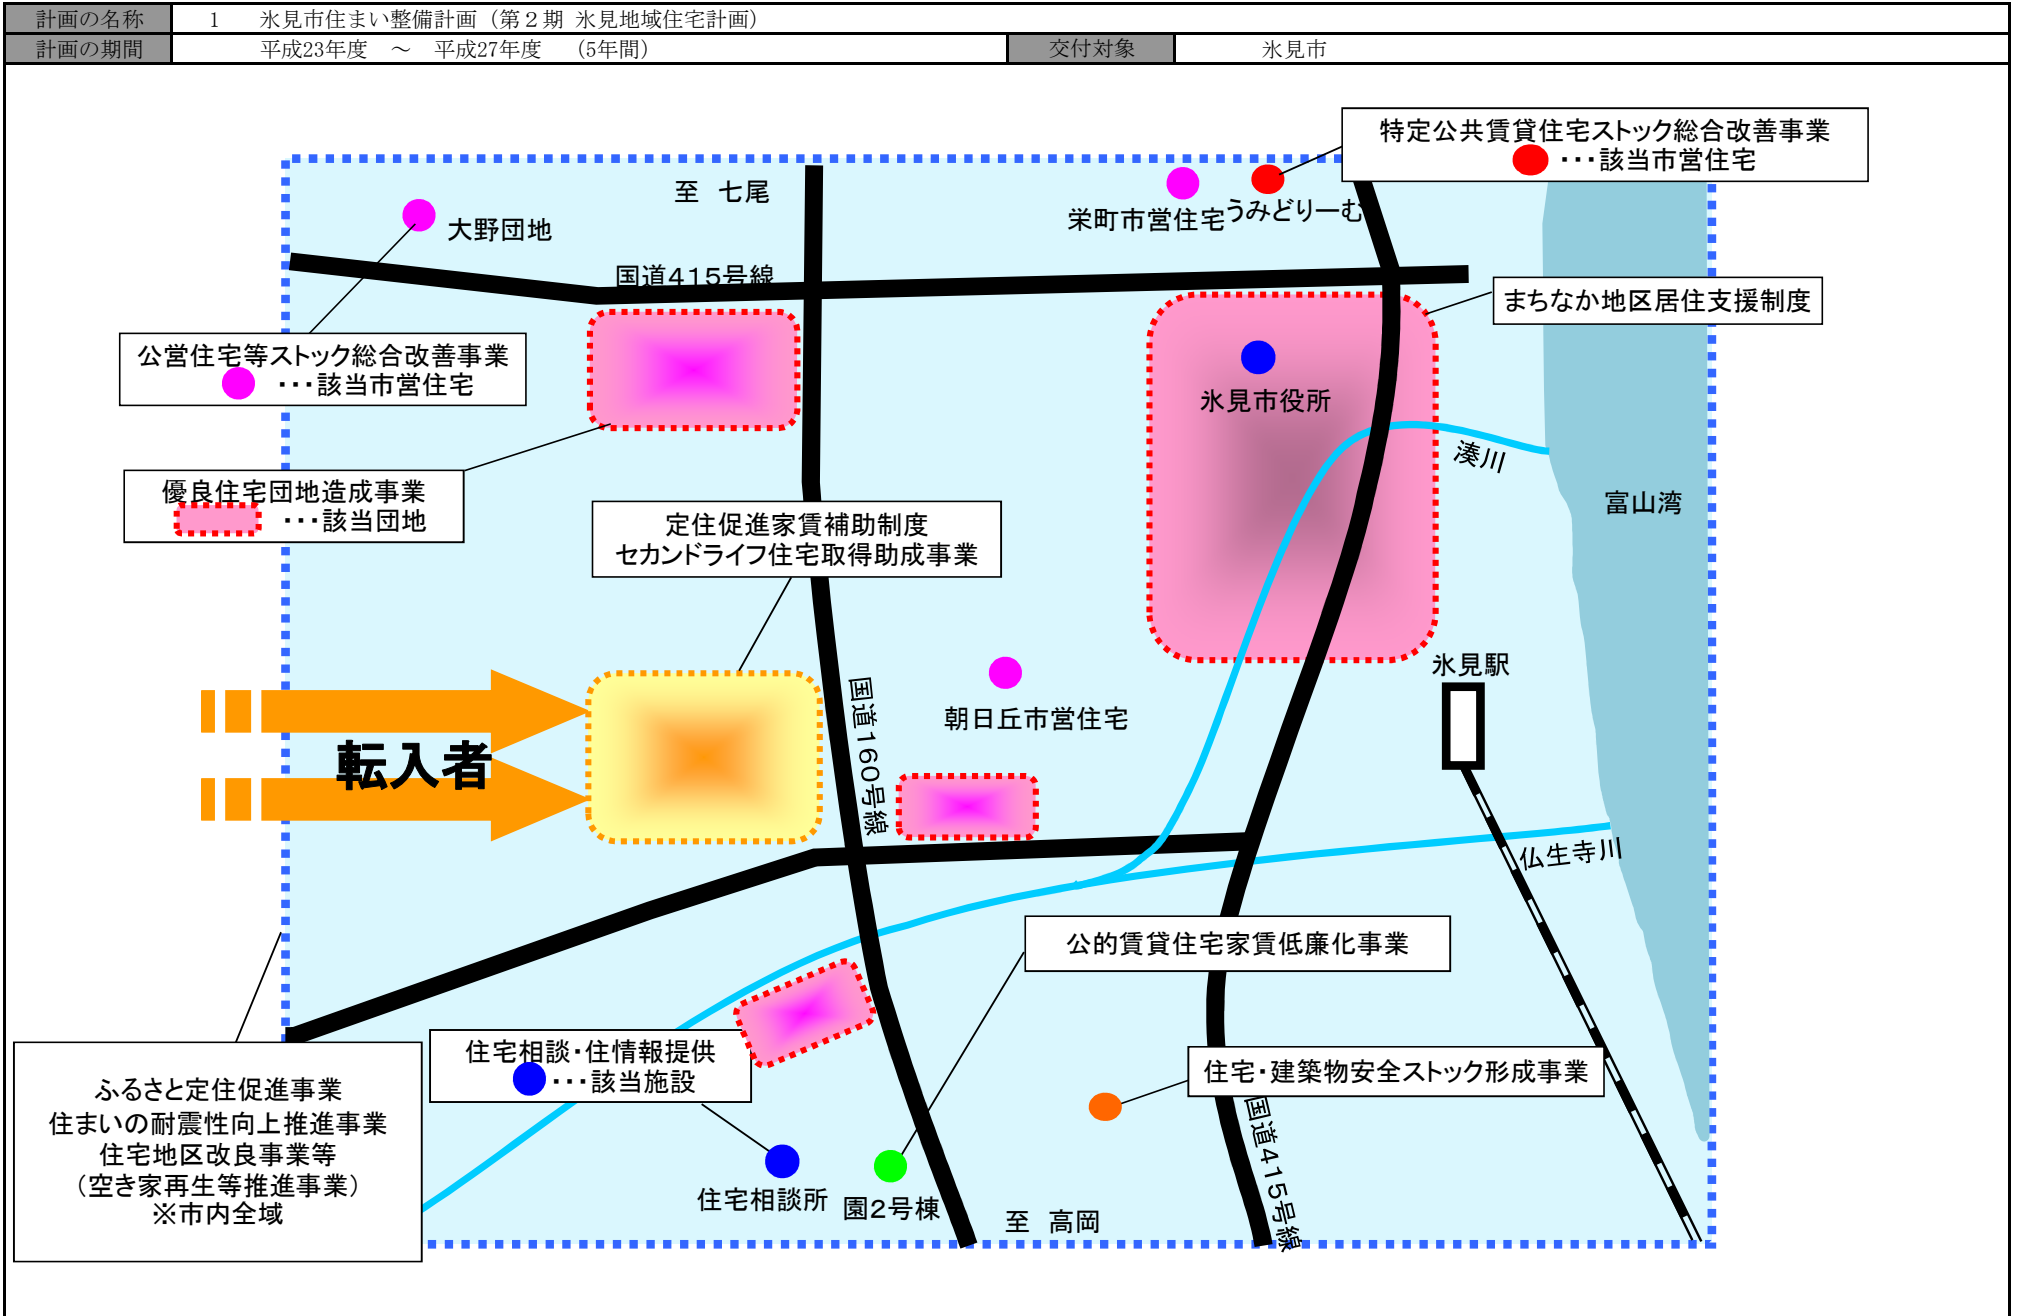 計画の名称 1 氷見市住まい整備計画（第２期 氷見地域住宅計画）
計画の期間 平成23年度 ～ 平成27年度 （5年間） 交付対象 氷見市
特定公共賃貸住宅ストック総合改善事業
・・・該当市営住宅
至 七尾
大野団地
栄町市営住宅
うみどりーむ
国道４１５号線
まちなか地区居住支援制度
公営住宅等ストック総合改善事業
・・・該当市営住宅
氷見市役所
湊川
優良住宅団地造成事業
・・・該当団地
富山湾
定住促進家賃補助制度
セカンドライフ住宅取得助成事業
氷見駅
国道１６０号線
朝日丘市営住宅
転入者
仏生寺川
公的賃貸住宅家賃低廉化事業
住宅相談・住情報提供
・・・該当施設
住宅・建築物安全ストック形成事業
ふるさと定住促進事業
住まいの耐震性向上推進事業
住宅地区改良事業等
（空き家再生等推進事業）
※市内全域
国道４１５号線
住宅相談所
園２号棟
至 高岡